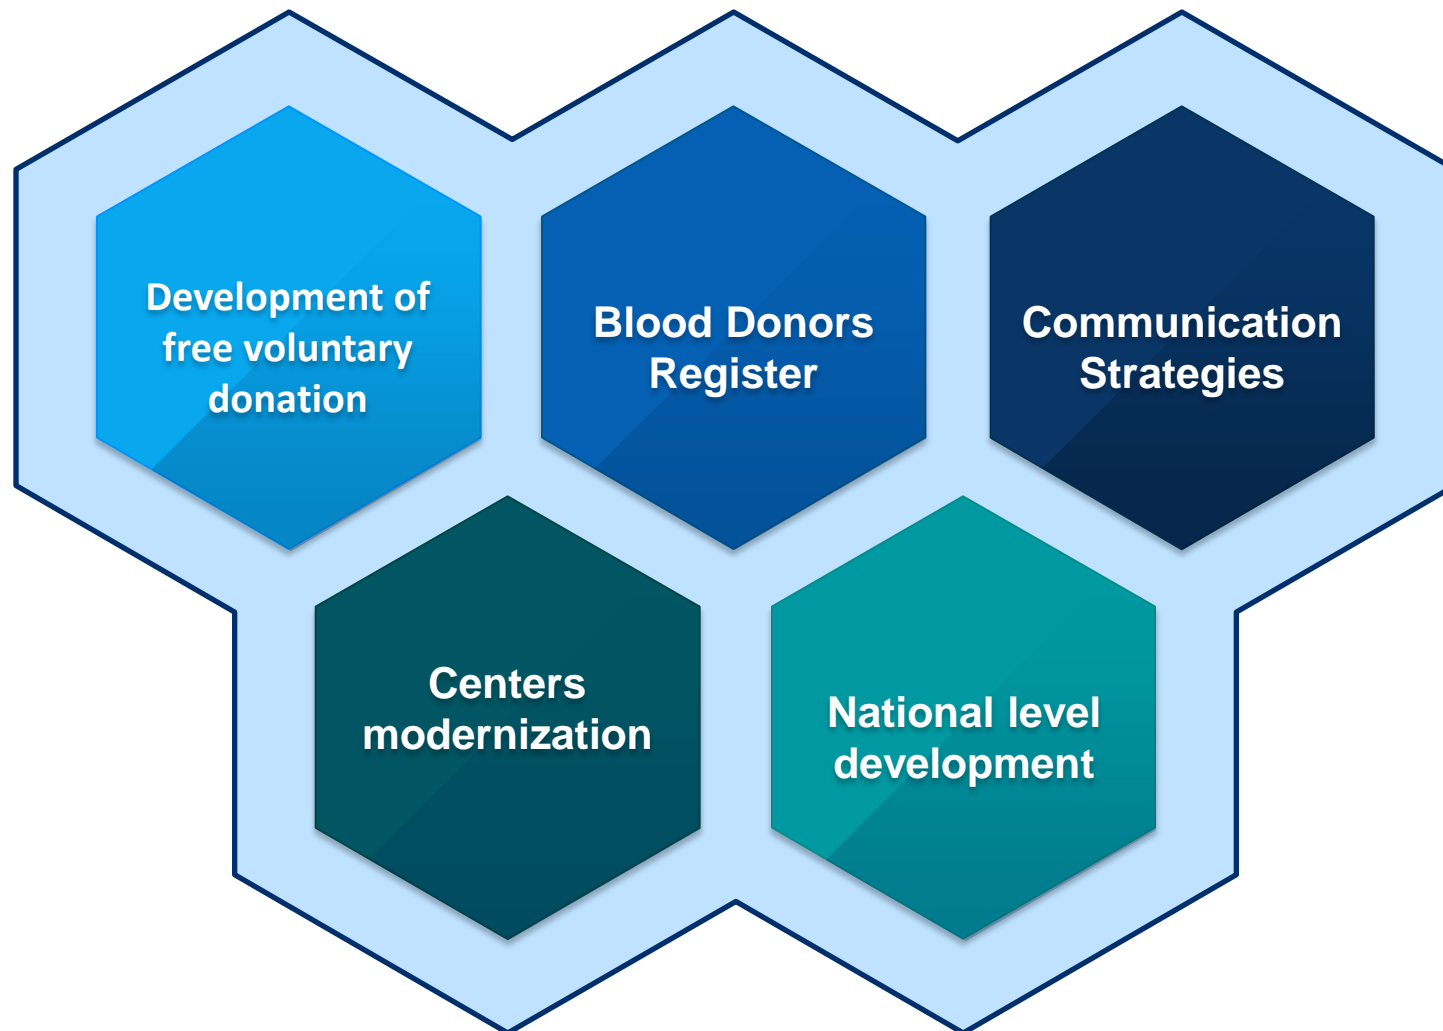 Development of
free voluntary
donation
Blood Donors
Register
Communication
Strategies
Centers
modernization
National level
development